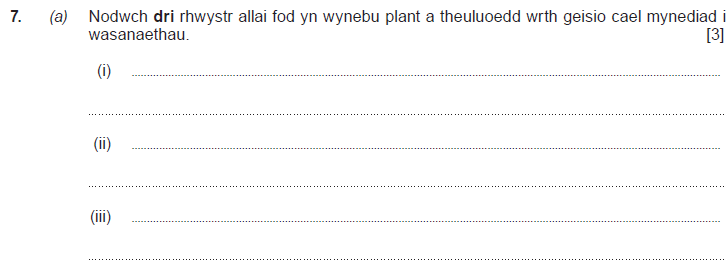 7. (a) Nodwch dri rhwystr allai fod yn wynebu plant a theuluoedd wrth geisio cael mynediad i
wasanaethau. [3]
(i)
(ii)
(iii)